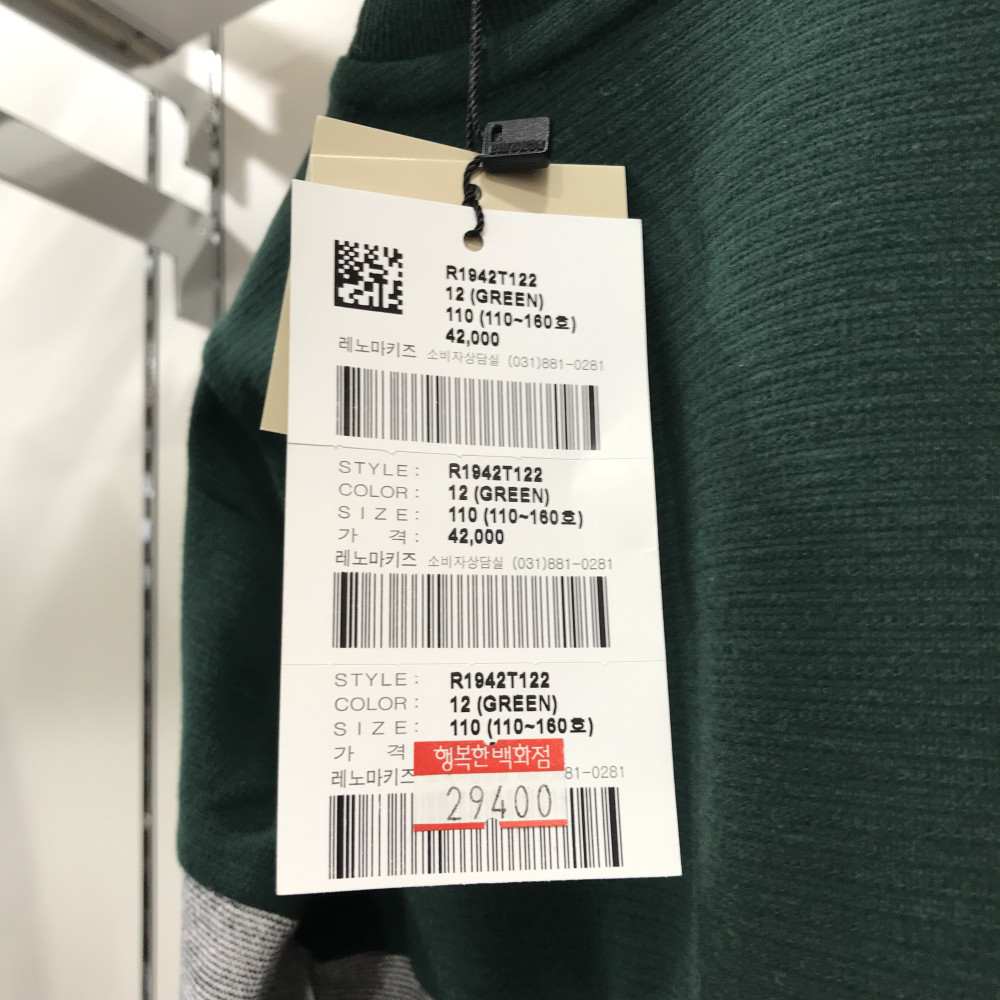 R1942T122
12 (GREEN)
110 (110~160호)
42,000
레노마키즈 소비자상담실 (031)881-0281
STYLE: R1942T122
COLOR: 12 (GREEN)
SIZE: 110 (110~160호)
가 격: 42,000
레노마키즈 소비자상담실 (031)881-0281
STYLE: R1942T122
COLOR: 12 (GREEN)
SIZE: 110 (110~160호)
가 격 행복한백화점
레노마키즈 81-0281
29400